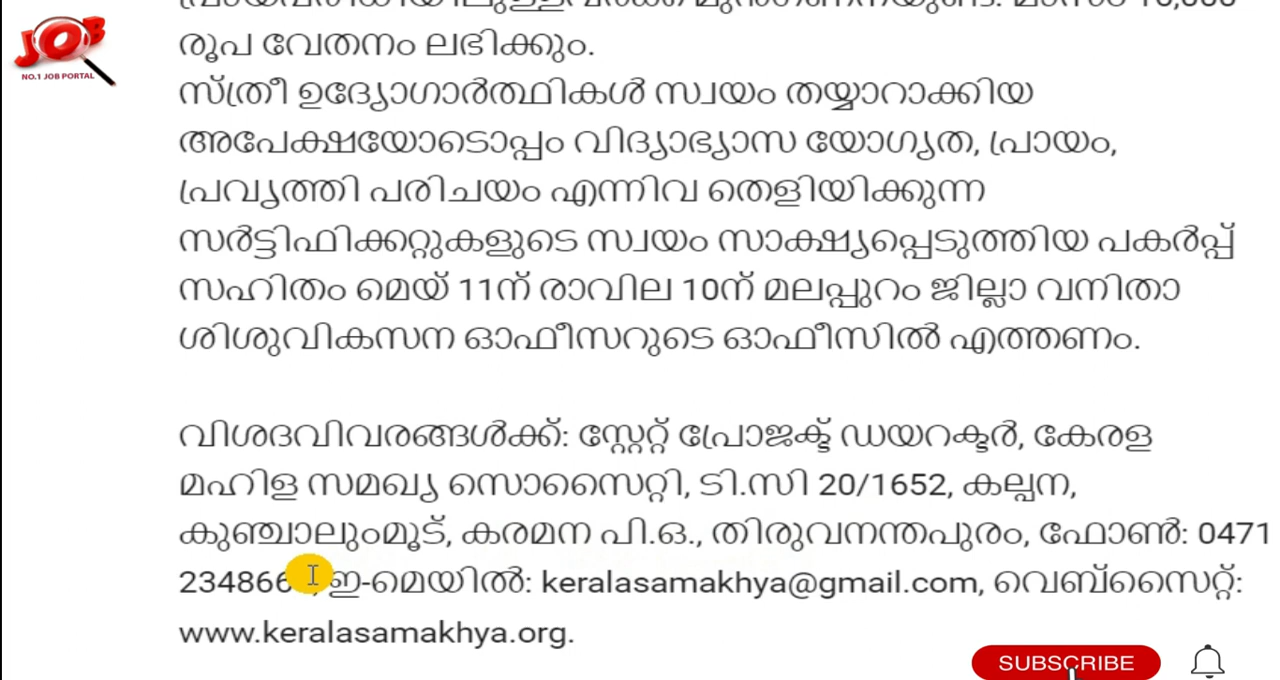 രൂപ വേതനം ലഭിക്കും.
JOB
NO.1 JOB PORTAL
സ്ത്രീ ഉദ്യോഗാർത്ഥികൾ സ്വയം തയ്യാറാക്കിയ
അപേക്ഷയോടൊപ്പം വിദ്യാഭ്യാസ യോഗ്യത, പ്രായം,
പ്രവൃത്തി പരിചയം എന്നിവ തെളിയിക്കുന്ന
സർട്ടിഫിക്കറ്റുകളുടെ സ്വയം സാക്ഷ്യപ്പെടുത്തിയ പകർപ്പ്
സഹിതം മെയ് 11ന് രാവില 10ന് മലപ്പുറം ജില്ലാ വനിതാ
ശിശുവികസന ഓഫീസറുടെ ഓഫീസിൽ എത്തണം.
വിശദവിവരങ്ങൾക്ക്: സ്റ്റേറ്റ് പ്രോജക്ട് ഡയറക്ടർ, കേരള
മഹിള സമഖ്യ സൊസൈറ്റി, ടി.സി 20/1652, കല്പന,
കുഞ്ചാലുംമൂട്, കരമന പി.ഒ., തിരുവനന്തപുരം, ഫോൺ: 0471
234866 , ഇ-മെയിൽ: keralasamakhya@gmail.com, വെബ്സൈറ്റ്:
www.keralasamakhya.org.
SUBSCRIBE